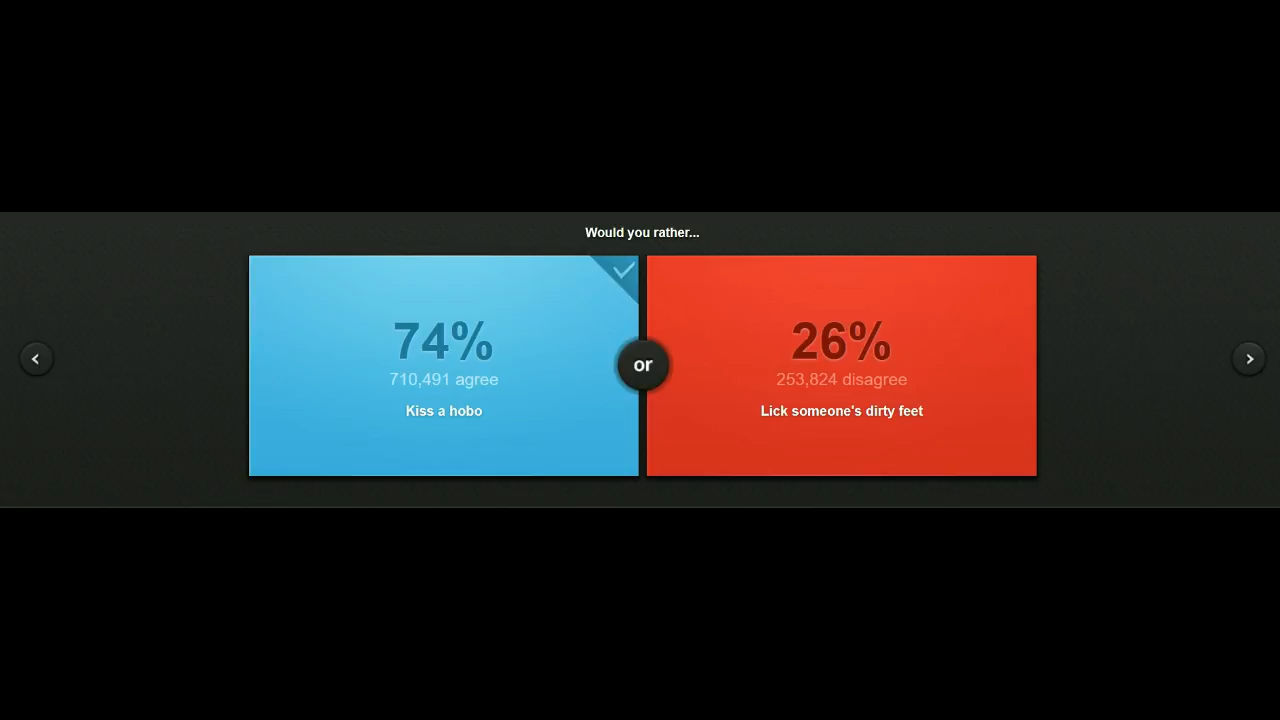 Would you rather...
74%
710,491 agree
Kiss a hobo
or
26%
253,824 disagree
Lick someone's dirty feet